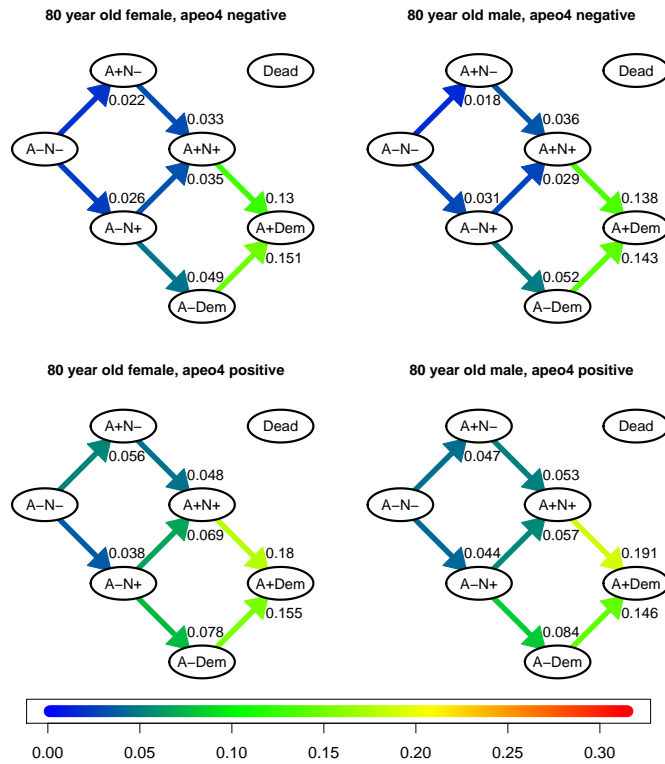 80 year old female, apeo4 negative
A+N−
Dead
0.022
0.033
A−N−
A+N+
0.026
0.035
0.13
A−N+
A+Dem
0.049
0.151
A−Dem
80 year old male, apeo4 negative
A+N−
Dead
0.018
0.036
A−N−
A+N+
0.031
0.029
0.138
A−N+
A+Dem
0.052
0.143
A−Dem
80 year old female, apeo4 positive
A+N−
Dead
0.056
0.048
A−N−
A+N+
0.038
0.069
0.18
A−N+
A+Dem
0.078
0.155
A−Dem
80 year old male, apeo4 positive
A+N−
Dead
0.047
0.053
A−N−
A+N+
0.044
0.057
0.191
A−N+
A+Dem
0.084
0.146
A−Dem
0.00 0.05 0.10 0.15 0.20 0.25 0.30